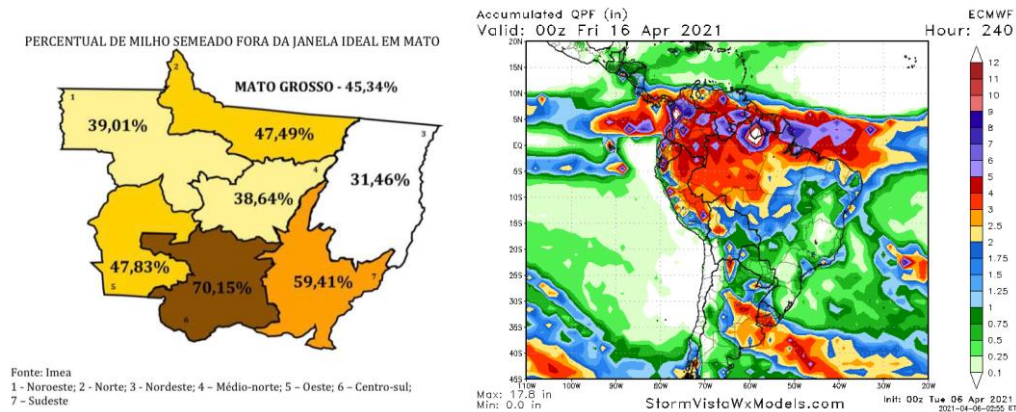 PERCENTUAL DE MILHO SEMEADO FORA DA JANELA IDEAL EM MATO
MATO GROSSO - 45,34%
1
2
3
4
5
6
7
39,01%
47,49%
31,46%
38,64%
47,83%
70,15%
59,41%
Fonte: Imea
1 - Noroeste; 2 - Norte; 3 - Nordeste; 4 – Médio-norte; 5 – Oeste; 6 – Centro-sul;
7 – Sudeste
Accumulated QPF (in)
ECMWF
Valid: 00z Fri 16 Apr 2021
Hour: 240
20N
15N
10N
5N
EQ
5S
10S
15S
20S
25S
30S
35S
40S
45S
110W
100W
90W
80W
70W
60W
50W
40W
30W
20W
12
11
10
9
8
7
6
5
4
3
2.5
2
1.75
1.5
1.25
1
0.75
0.5
0.25
0.1
Max: 17.8 in
Min: 0.0 in
StormVistaWxModels.com
Init: 00z Tue 06 Apr 2021
2021-04-06-02:55 ET